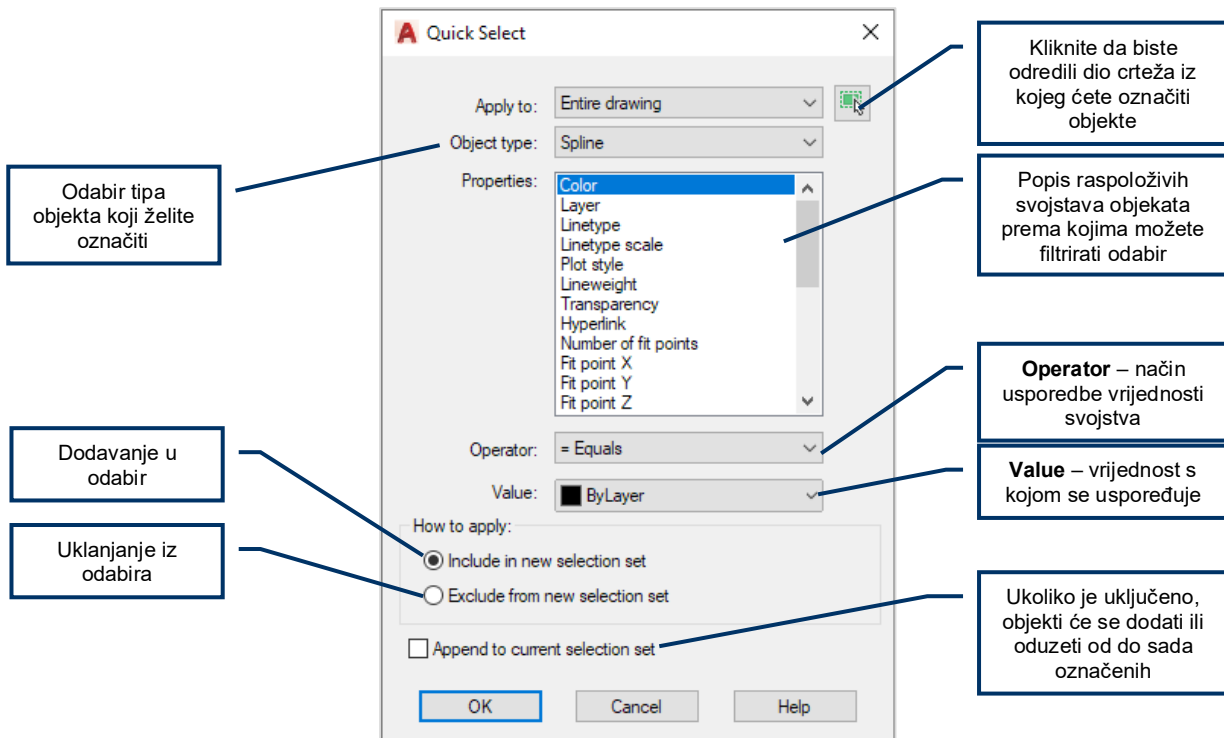 Quick Select
Apply to:
Entire drawing
Object type:
Spline
Properties:
Color
Layer
Linetype
Linetype scale
Plot style
Lineweight
Transparency
Hyperlink
Number of fit points
Fit point X
Fit point Y
Fit point Z
Operator:
= Equals
Value:
ByLayer
How to apply:
Include in new selection set
Exclude from new selection set
Append to current selection set
OK
Cancel
Help
Odabir tipa
objekta koji želite
označiti
Dodavanje u
odabir
Uklanjanje iz
odabira
Kliknite da biste
odredili dio crteža iz
kojeg ćete označiti
objekte
Popis raspoloživih
svojstava objekata
prema kojima možete
filtrirati odabir
Operator – način
usporedbe vrijednosti
svojstva
Value – vrijednost s
kojom se uspoređuje
Ukoliko je uključeno,
objekti će se dodati ili
oduzeti od do sada
označenih